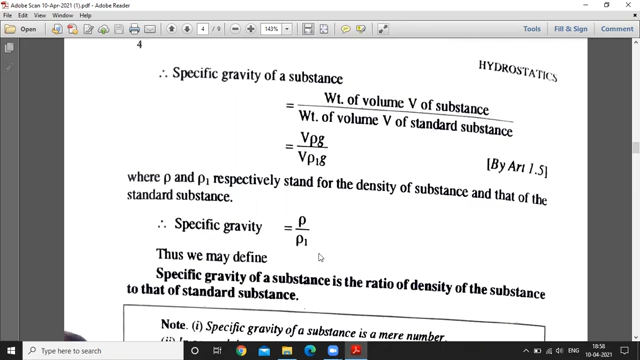 Adobe Scan 10-Apr-2021 (1).pdf - Adobe Reader
File Edit View Window Help
Open
4 / 9
143%
Tools Fill & Sign Comment
4
HYDROSTATICS
∴ Specific gravity of a substance
= Wt. of volume V of substance
Wt. of volume V of standard substance
= Vρg
Vρ₁g
[By Art 1.5]
where ρ and ρ₁ respectively stand for the density of substance and that of the
standard substance.
∴ Specific gravity = ρ
ρ₁
Thus we may define
Specific gravity of a substance is the ratio of density of the substance
to that of standard substance.
Note. (i) Specific gravity of a substance is a mere number.
Type here to search
ENG
18:58
10-04-2021